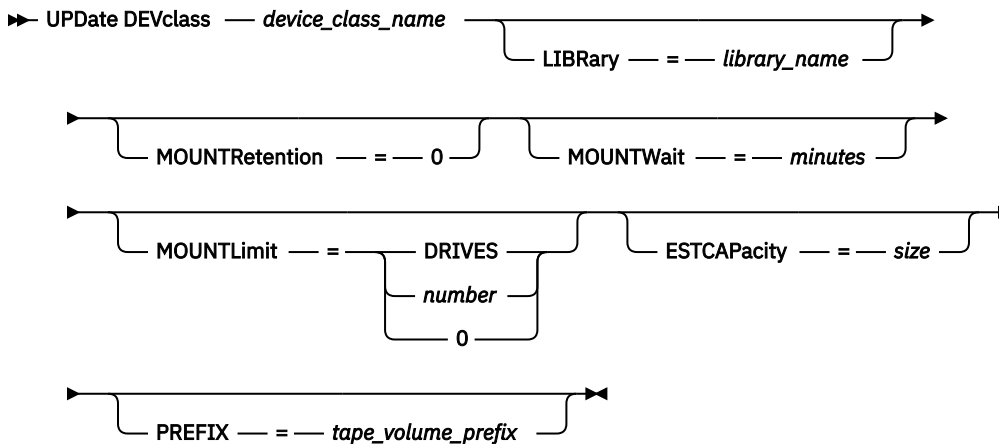 UPDate DEVclass device_class_name
LIBRary = library_name
MOUNTRetention = 0 MOUNTWait = minutes
MOUNTLimit = DRIVES ESTCAPacity = size
number
0
PREFIX = tape_volume_prefix